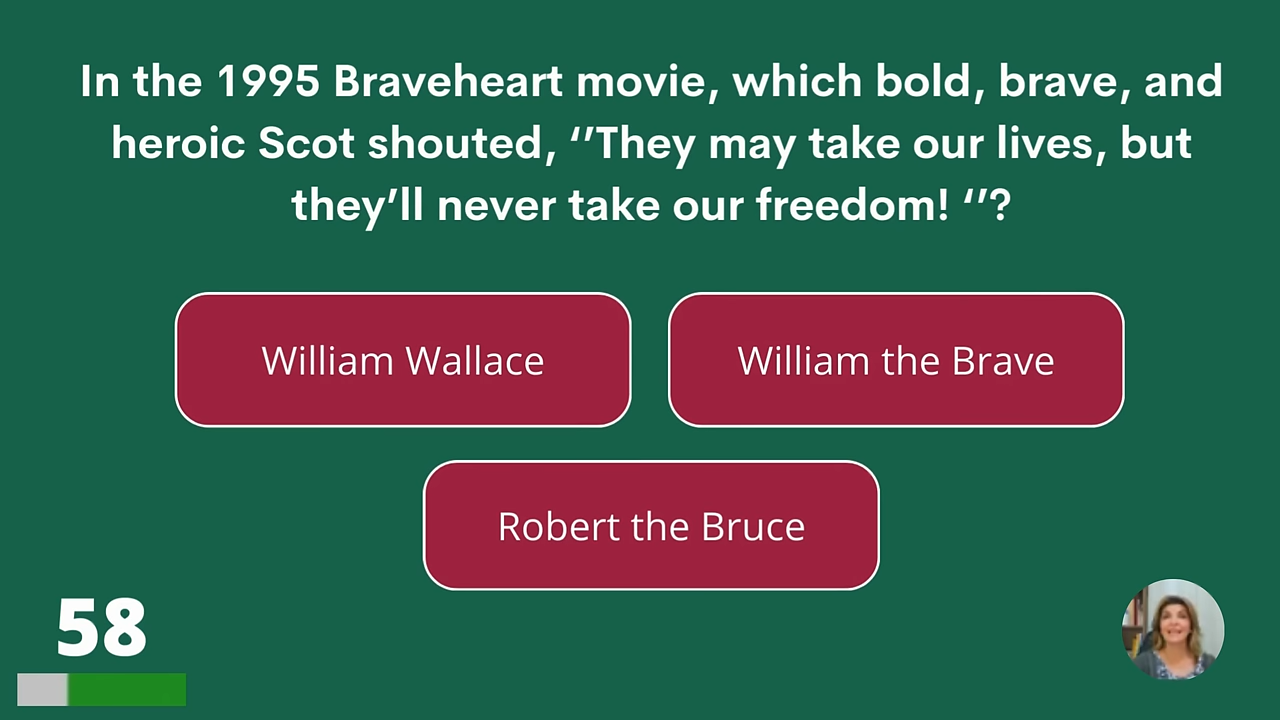 In the 1995 Braveheart movie, which bold, brave, and
heroic Scot shouted, ‘’They may take our lives, but
they’ll never take our freedom! ‘’?
William Wallace
William the Brave
Robert the Bruce
58